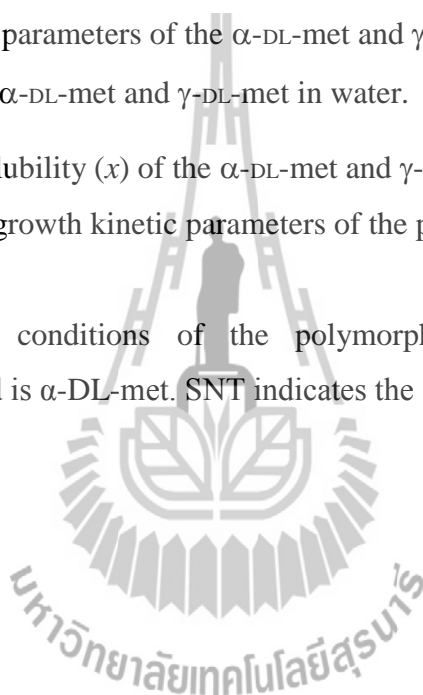 parameters of the α-DL-met and γ
α-DL-met and γ-DL-met in water.
lubility (x) of the α-DL-met and γ-
growth kinetic parameters of the p
conditions of the polymorph
l is α-DL-met. SNT indicates the
มหาวิทยาลัยเทคโนโลยีสุรนารี